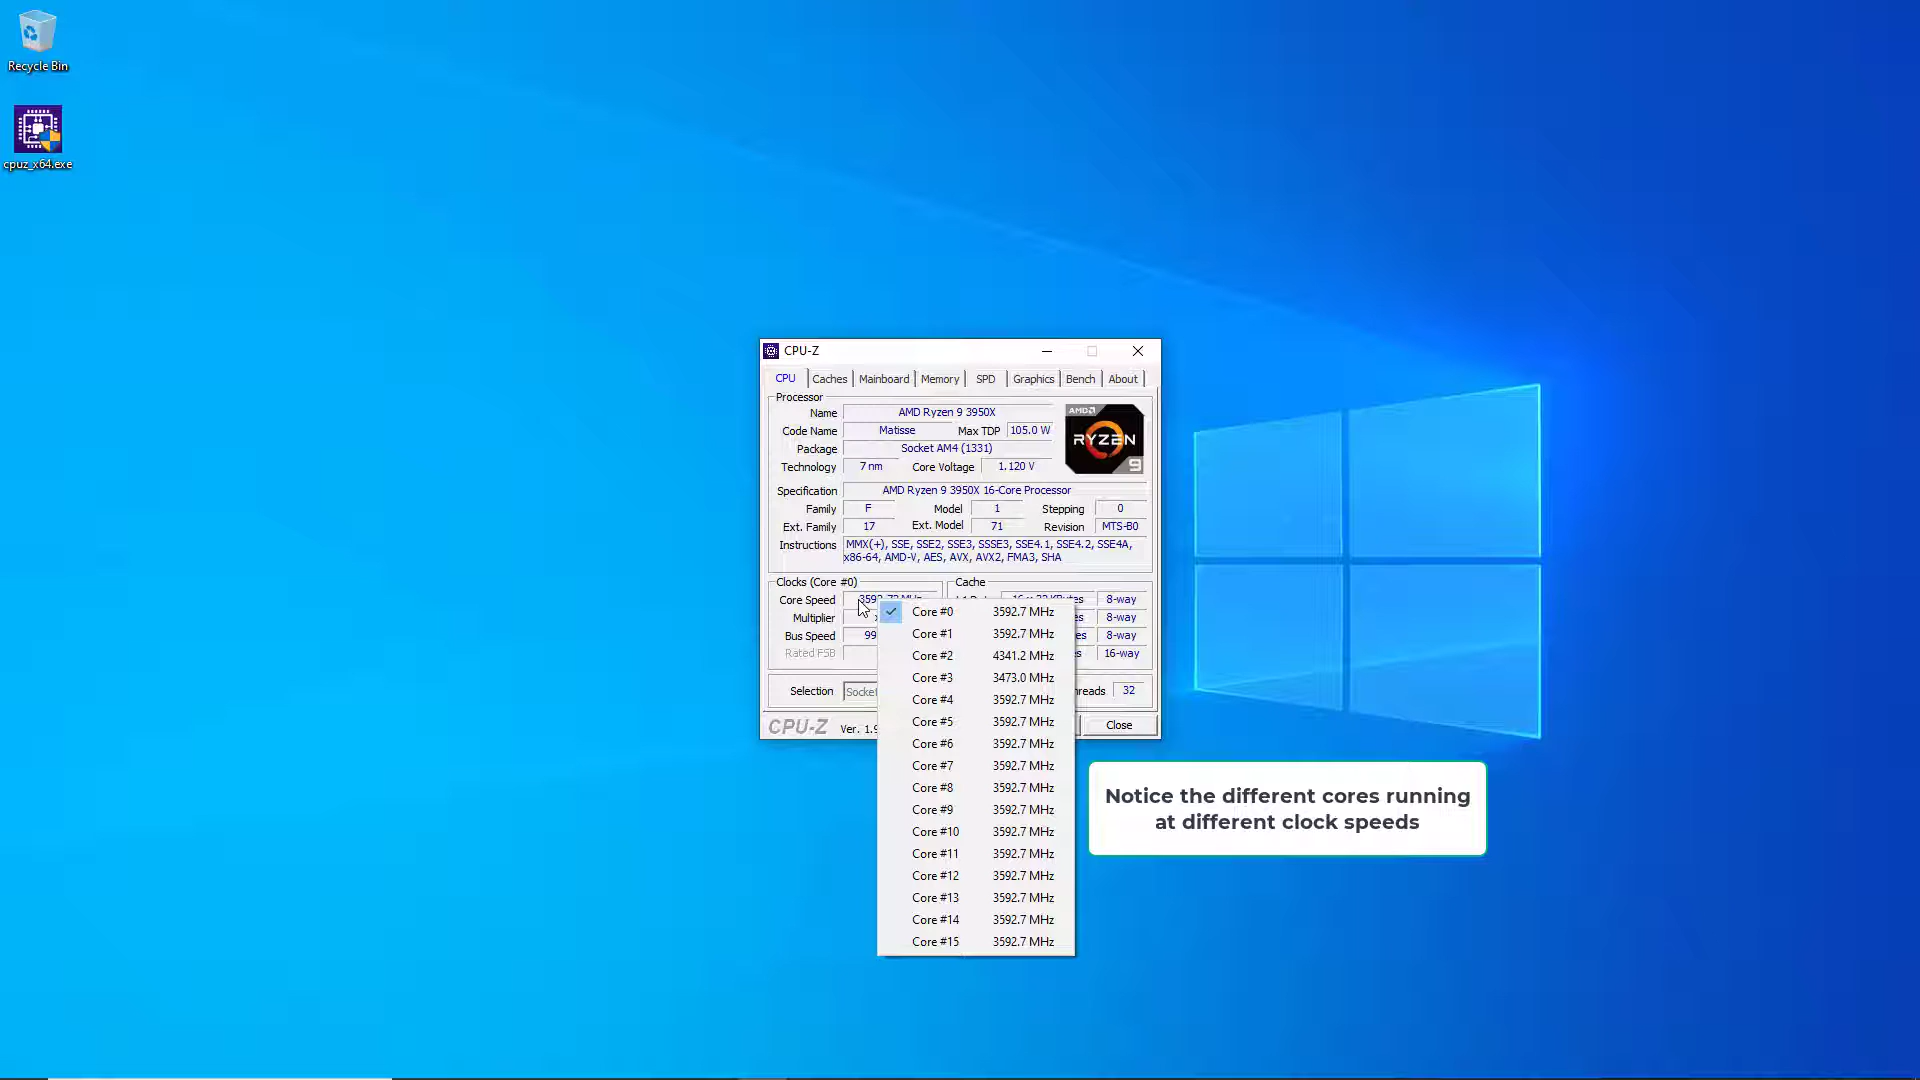 Recycle Bin
cpuz_x64.exe
CPU-Z
CPU Caches Mainboard Memory SPD Graphics Bench About
Processor
Name AMD Ryzen 9 3950X
Code Name Matisse Max TDP 105.0 W
Package Socket AM4 (1331)
Technology 7 nm Core Voltage 1.120 V
AMD
RYZEN
9
Specification AMD Ryzen 9 3950X 16-Core Processor
Family F Model 1 Stepping 0
Ext. Family 17 Ext. Model 71 Revision MTS-B0
Instructions MMX(+), SSE, SSE2, SSE3, SSSE3, SSE4.1, SSE4.2, SSE4A,
x86-64, AMD-V, AES, AVX, AVX2, FMA3, SHA
Clocks (Core #0)
Core Speed
Multiplier x
Bus Speed 99
Rated FSB
Cache
8-way
es 8-way
es 8-way
es 16-way
Selection Socket
reads 32
CPU-Z Ver. 1.9
Close
Core #0 3592.7 MHz
Core #1 3592.7 MHz
Core #2 4341.2 MHz
Core #3 3473.0 MHz
Core #4 3592.7 MHz
Core #5 3592.7 MHz
Core #6 3592.7 MHz
Core #7 3592.7 MHz
Core #8 3592.7 MHz
Core #9 3592.7 MHz
Core #10 3592.7 MHz
Core #11 3592.7 MHz
Core #12 3592.7 MHz
Core #13 3592.7 MHz
Core #14 3592.7 MHz
Core #15 3592.7 MHz
Notice the different cores running
at different clock speeds